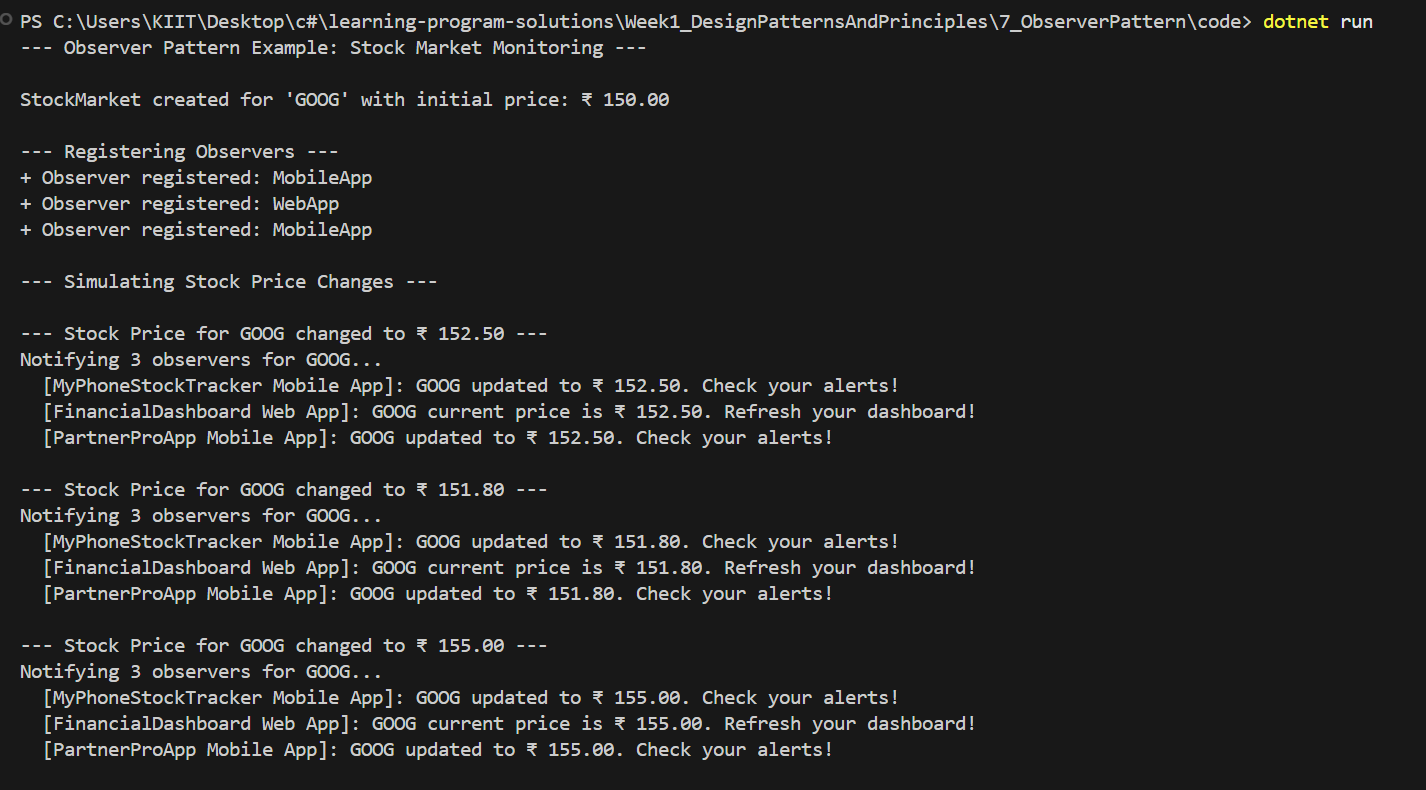 PS C:\Users\KIIT\Desktop\c#\learning-program-solutions\Week1_DesignPatternsAndPrinciples\7_ObserverPattern\code> dotnet run
--- Observer Pattern Example: Stock Market Monitoring ---
StockMarket created for 'GOOG' with initial price: ₹ 150.00
--- Registering Observers ---
+ Observer registered: MobileApp
+ Observer registered: WebApp
+ Observer registered: MobileApp
--- Simulating Stock Price Changes ---
--- Stock Price for GOOG changed to ₹ 152.50 ---
Notifying 3 observers for GOOG...
[MyPhoneStockTracker Mobile App]: GOOG updated to ₹ 152.50. Check your alerts!
[FinancialDashboard Web App]: GOOG current price is ₹ 152.50. Refresh your dashboard!
[PartnerProApp Mobile App]: GOOG updated to ₹ 152.50. Check your alerts!
--- Stock Price for GOOG changed to ₹ 151.80 ---
Notifying 3 observers for GOOG...
[MyPhoneStockTracker Mobile App]: GOOG updated to ₹ 151.80. Check your alerts!
[FinancialDashboard Web App]: GOOG current price is ₹ 151.80. Refresh your dashboard!
[PartnerProApp Mobile App]: GOOG updated to ₹ 151.80. Check your alerts!
--- Stock Price for GOOG changed to ₹ 155.00 ---
Notifying 3 observers for GOOG...
[MyPhoneStockTracker Mobile App]: GOOG updated to ₹ 155.00. Check your alerts!
[FinancialDashboard Web App]: GOOG current price is ₹ 155.00. Refresh your dashboard!
[PartnerProApp Mobile App]: GOOG updated to ₹ 155.00. Check your alerts!